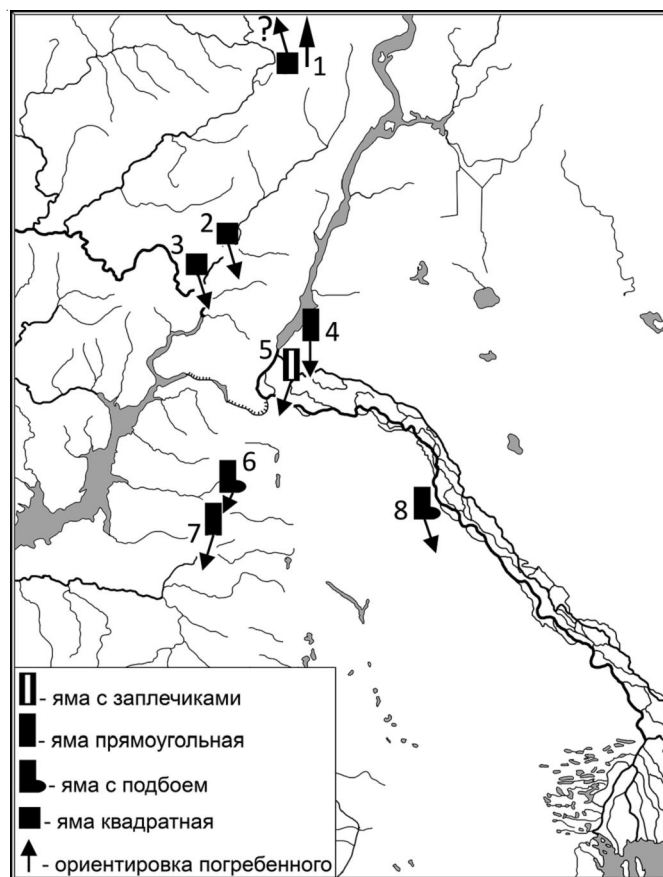 ?
1
2
3
4
5
6
7
8
- яма с заплечиками
- яма прямоугольная
- яма с подбоем
- яма квадратная
- ориентировка погребенного